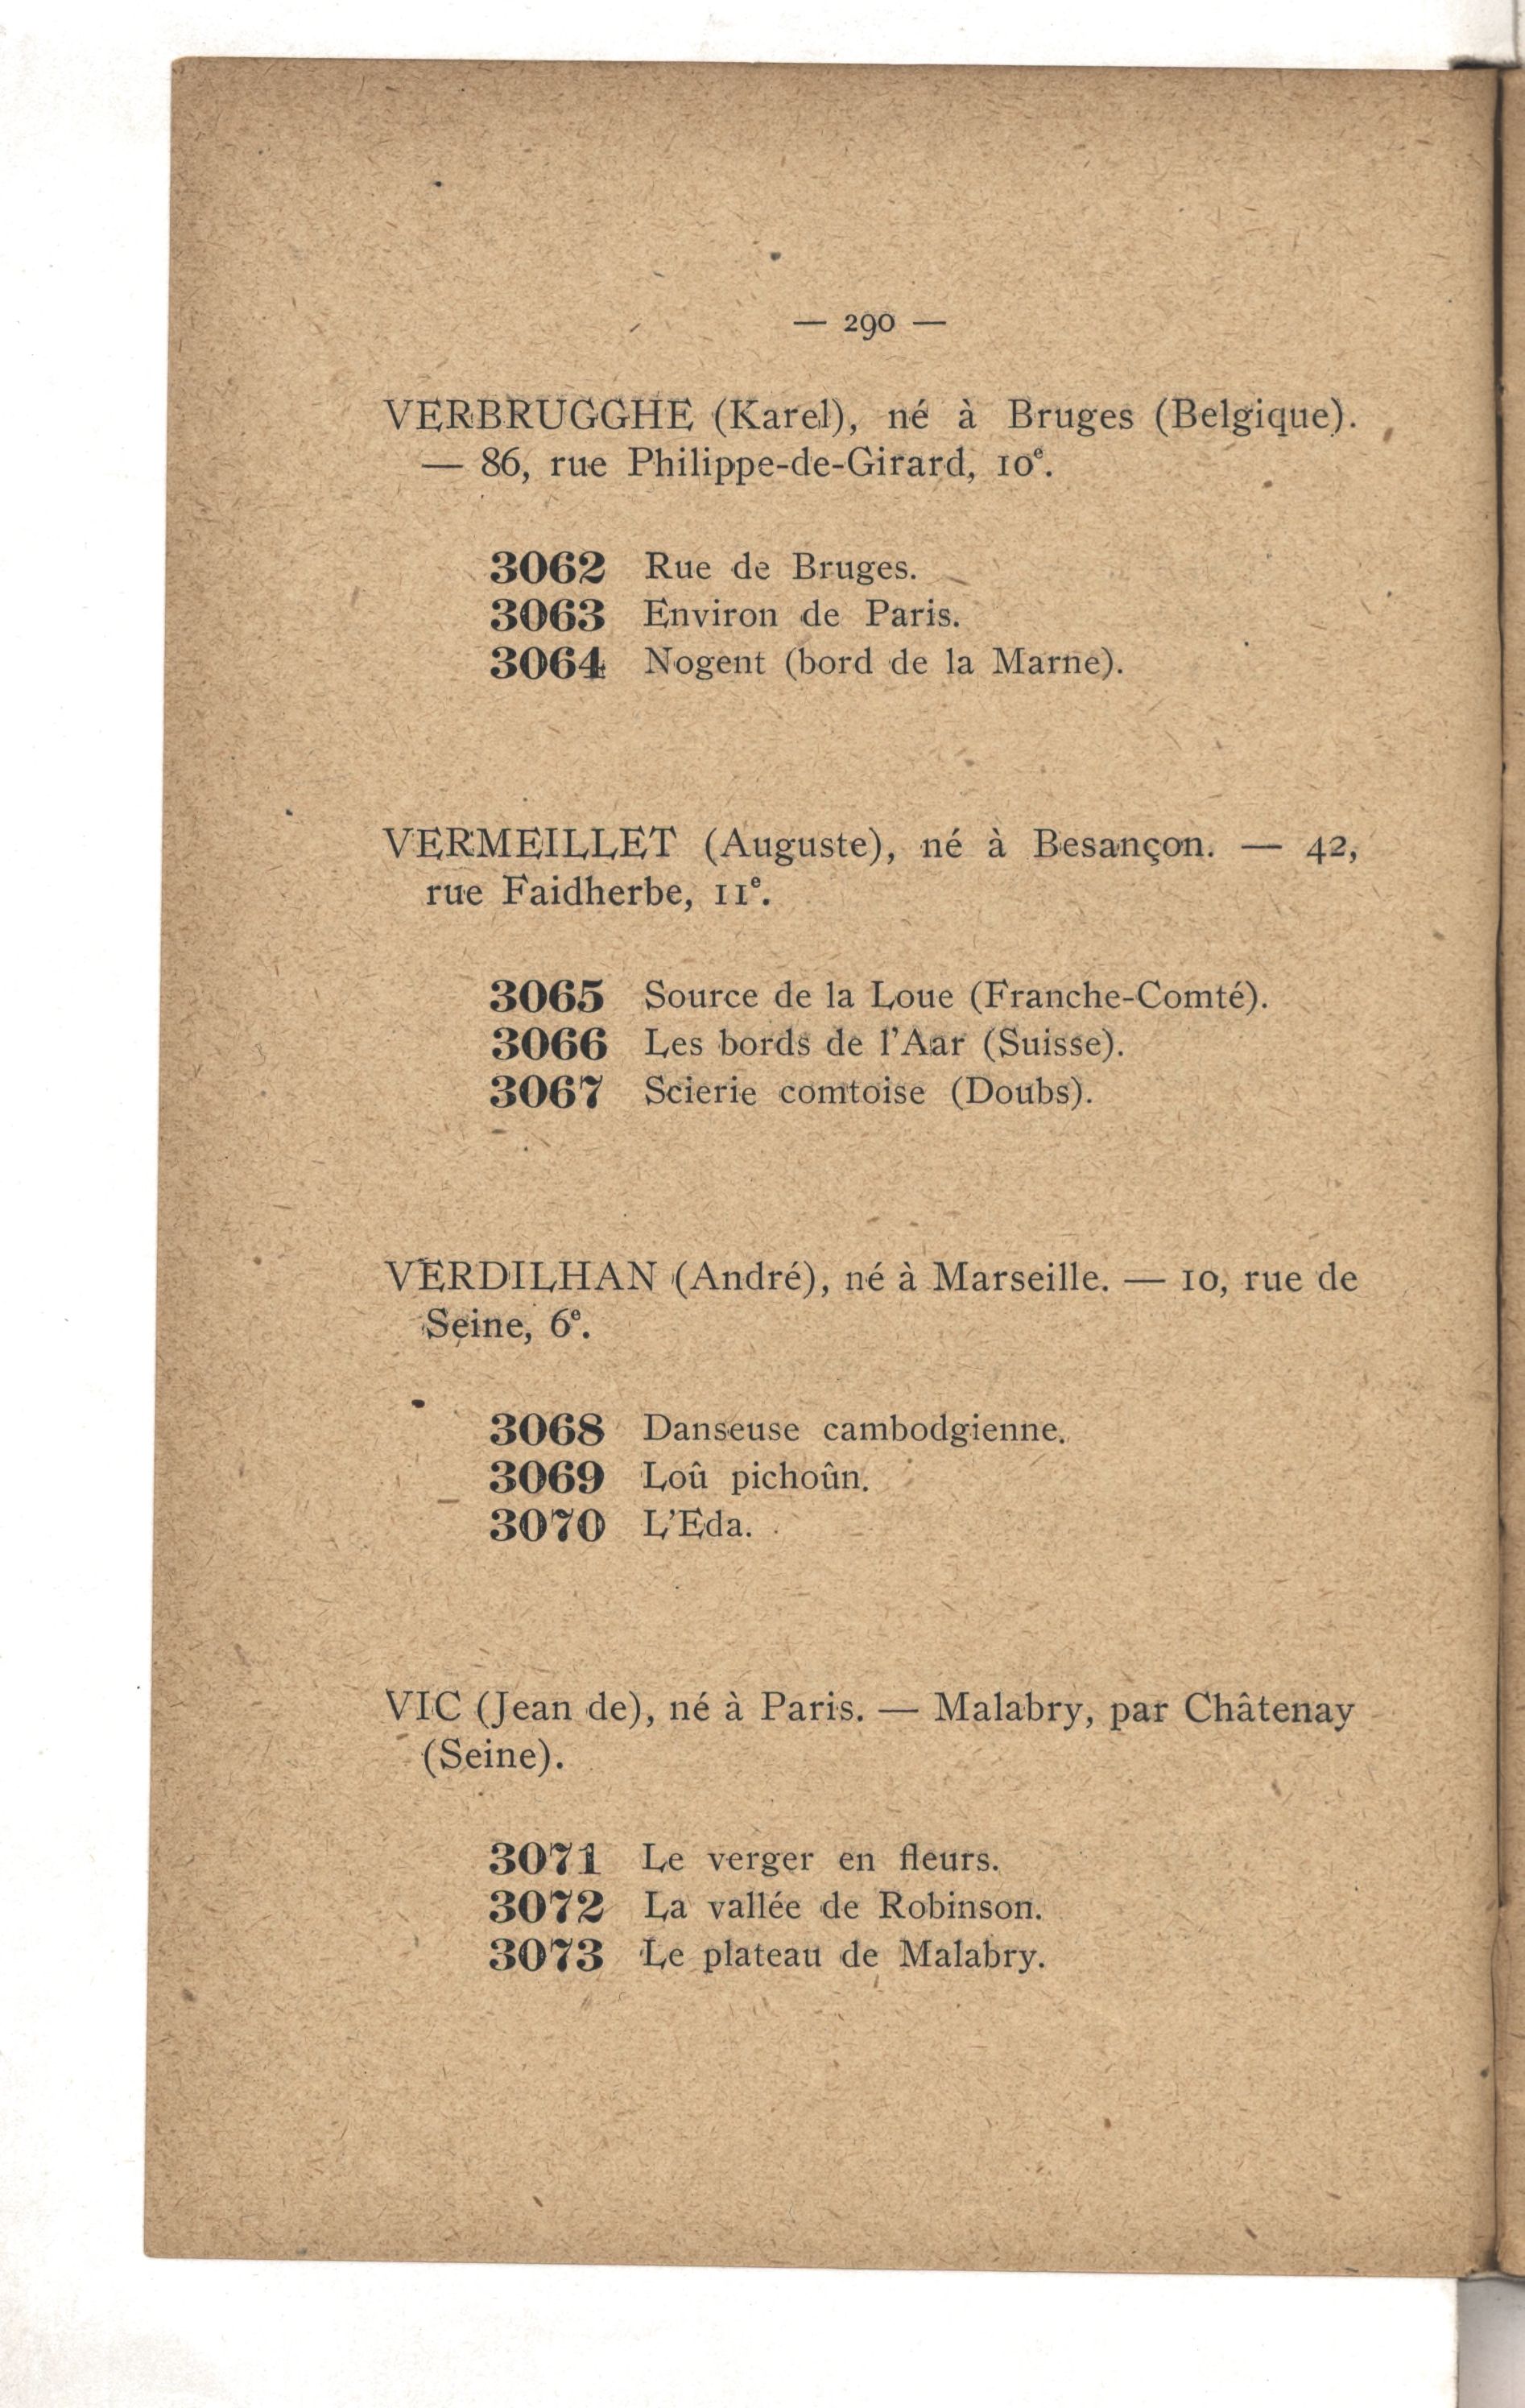 — 290 —
VERBRUGGHE (Karel), né à Bruges (Belgique).
— 86, rue Philippe-de-Girard, 10e.
3062 Rue de Bruges.
3063 Environ de Paris.
3064 Nogent (bord de la Marne).
VERMEILLET (Auguste), né à Besançon. — 42,
rue Faidherbe, 11e.
3065 Source de la Loue (Franche-Comté).
3066 Les bords de l'Aar (Suisse).
3067 Scierie comtoise (Doubs).
VERDILHAN (André), né à Marseille. — 10, rue de
Seine, 6e.
3068 Danseuse cambodgienne.
3069 Loû pichoûn.
3070 L'Eda.
VIC (Jean de), né à Paris. — Malabry, par Châtenay
(Seine).
3071 Le verger en fleurs.
3072 La vallée de Robinson.
3073 Le plateau de Malabry.